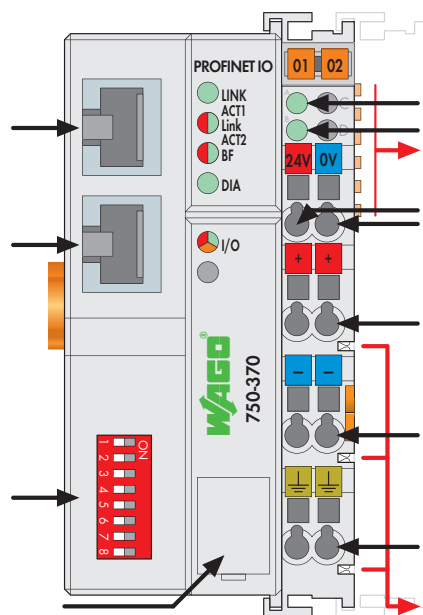 PROFINET IO
01 02
LINK
ACT1
Link
ACT2
BF
DIA
I/O
A
C
B
D
24V 0V
+ +
− −
WAGO®
750-370
ON
1 2 3 4 5 6 7 8